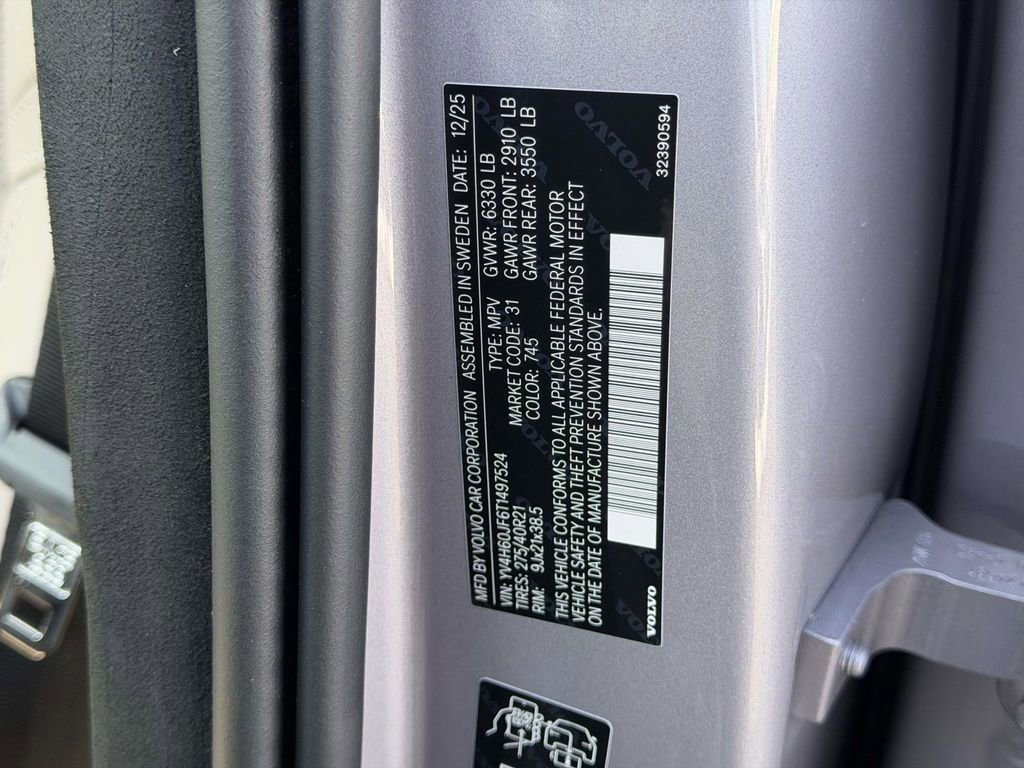 MFD BY VOLVO CAR CORPORATION ASSEMBLED IN SWEDEN DATE: 12/25
VIN: YV4H60JF6T1497524 TYPE: MPV GVWR: 6330 LB
TIRES: 275/40R21 MARKET CODE: 31 GAWR FRONT: 2910 LB
RIM: 9Jx21x38.5 COLOR: 745 GAWR REAR: 3550 LB
THIS VEHICLE CONFORMS TO ALL APPLICABLE FEDERAL MOTOR
VEHICLE SAFETY AND THEFT PREVENTION STANDARDS IN EFFECT
ON THE DATE OF MANUFACTURE SHOWN ABOVE.
VOLVO
32390594